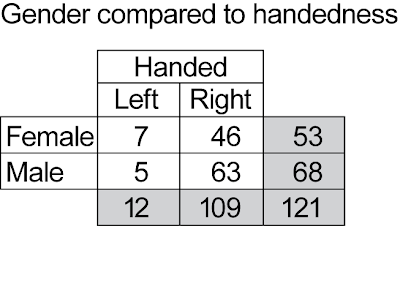 Gender compared to handedness
Handed
Left Right
Female 7 46 53
Male 5 63 68
12 109 121